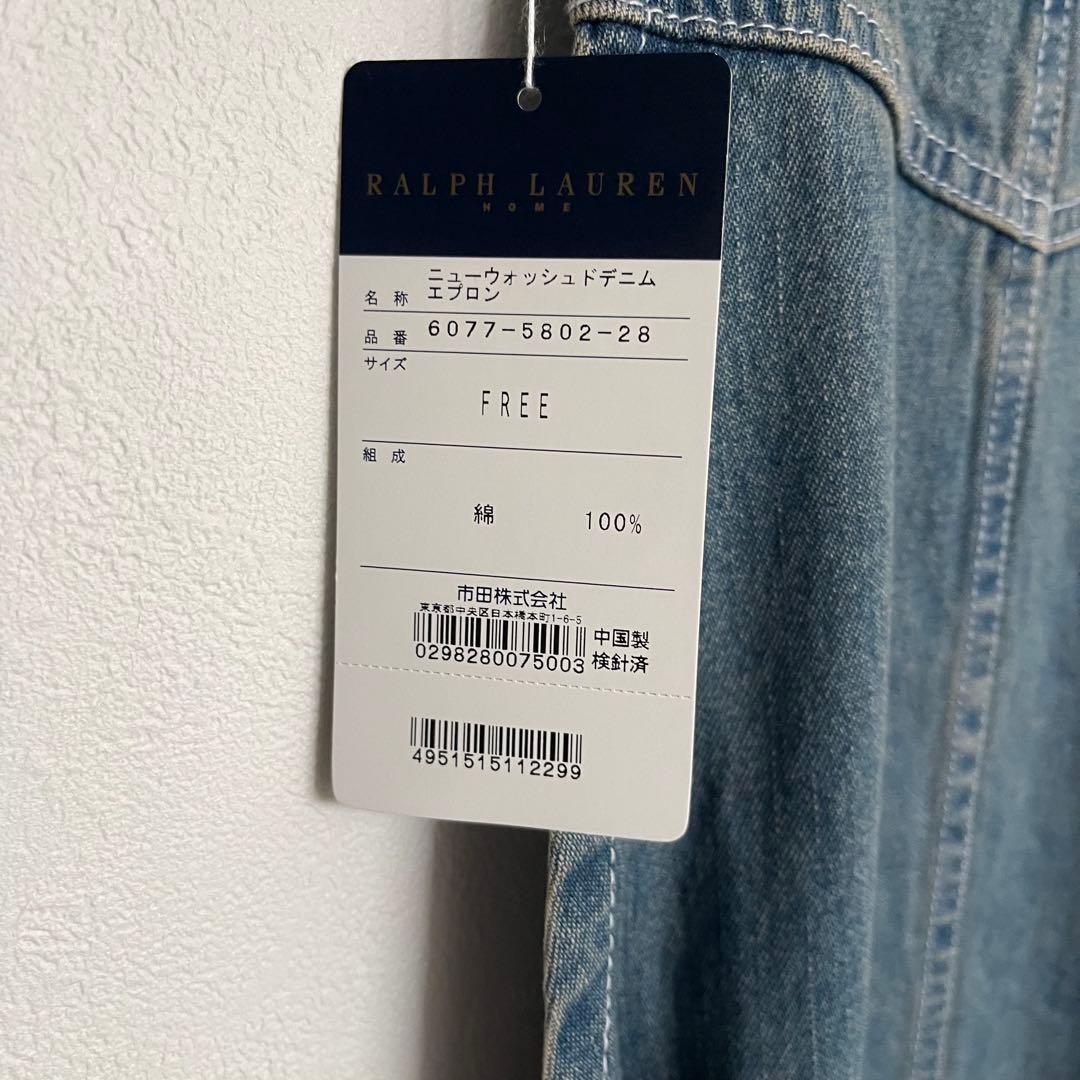 RALPH LAUREN
HOME
名称 ニューウォッシュドデニム
エプロン
品番 6077-5802-28
サイズ
FREE
組成
綿 100%
市田株式会社
東京都中央区日本橋本町1-6-5
0298280075003
中国製
検針済
4951515112299